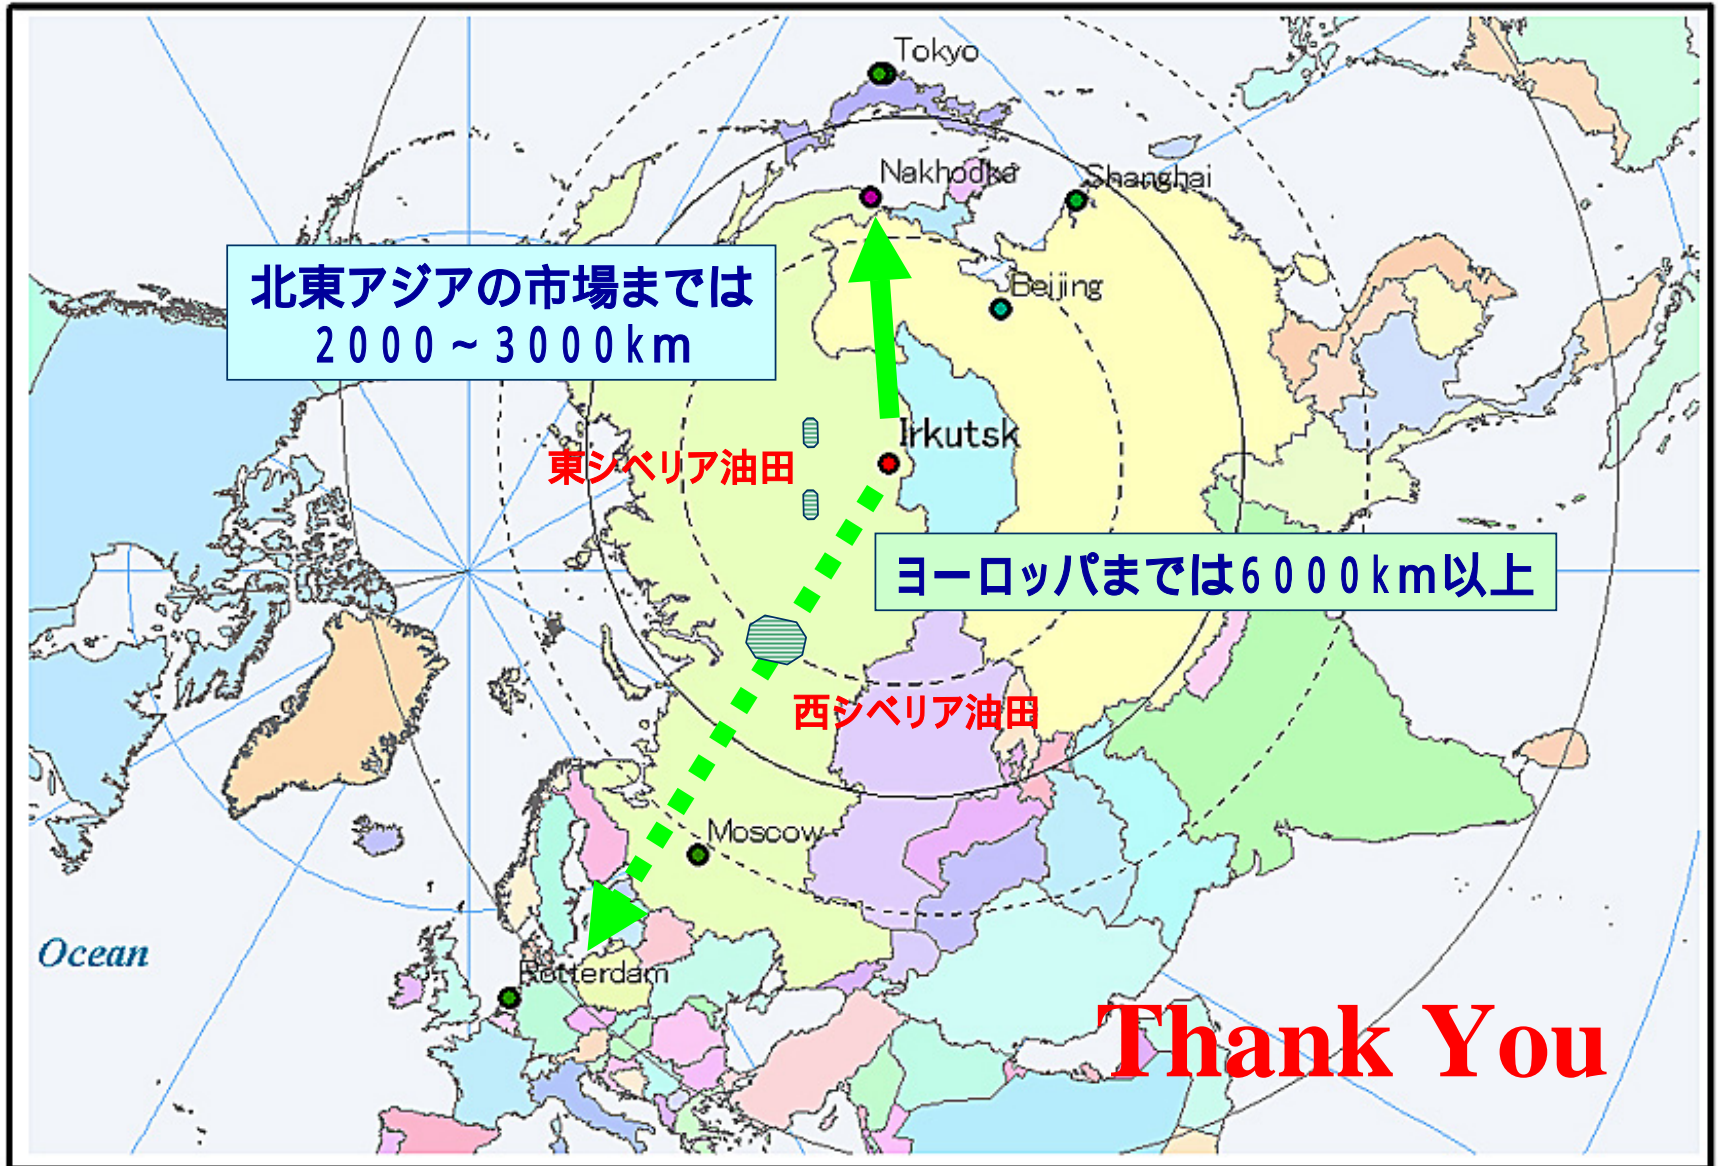 Tokyo
Nakhodka
Shanghai
北東アジアの市場までは
2000~3000km
Beijing
Irkutsk
東シベリア油田
ヨーロッパまでは6000km以上
西シベリア油田
Moscow
Ocean
Rotterdam
Thank You